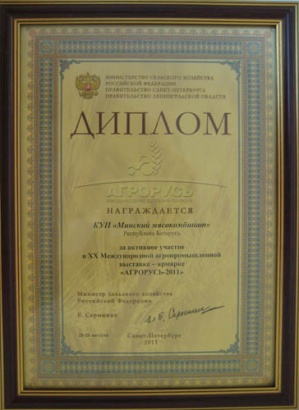 МИНИСТЕРСТВО СЕЛЬСКОГО ХОЗЯЙСТВА
РОССИЙСКОЙ ФЕДЕРАЦИИ
ПРАВИТЕЛЬСТВО САНКТ-ПЕТЕРБУРГА
ПРАВИТЕЛЬСТВО ЛЕНИНГРАДСКОЙ ОБЛАСТИ
ДИПЛОМ
АГРОРУСЬ
НАГРАЖДАЕТСЯ
КУП «Минский мясокомбинат»
Республика Беларусь
за активное участие
в XX Международной агропромышленной
выставке – ярмарке
«АГРОРУСЬ-2011»
Министр сельского хозяйства
Российской Федерации
Е. Скрынник
Санкт-Петербург
2011